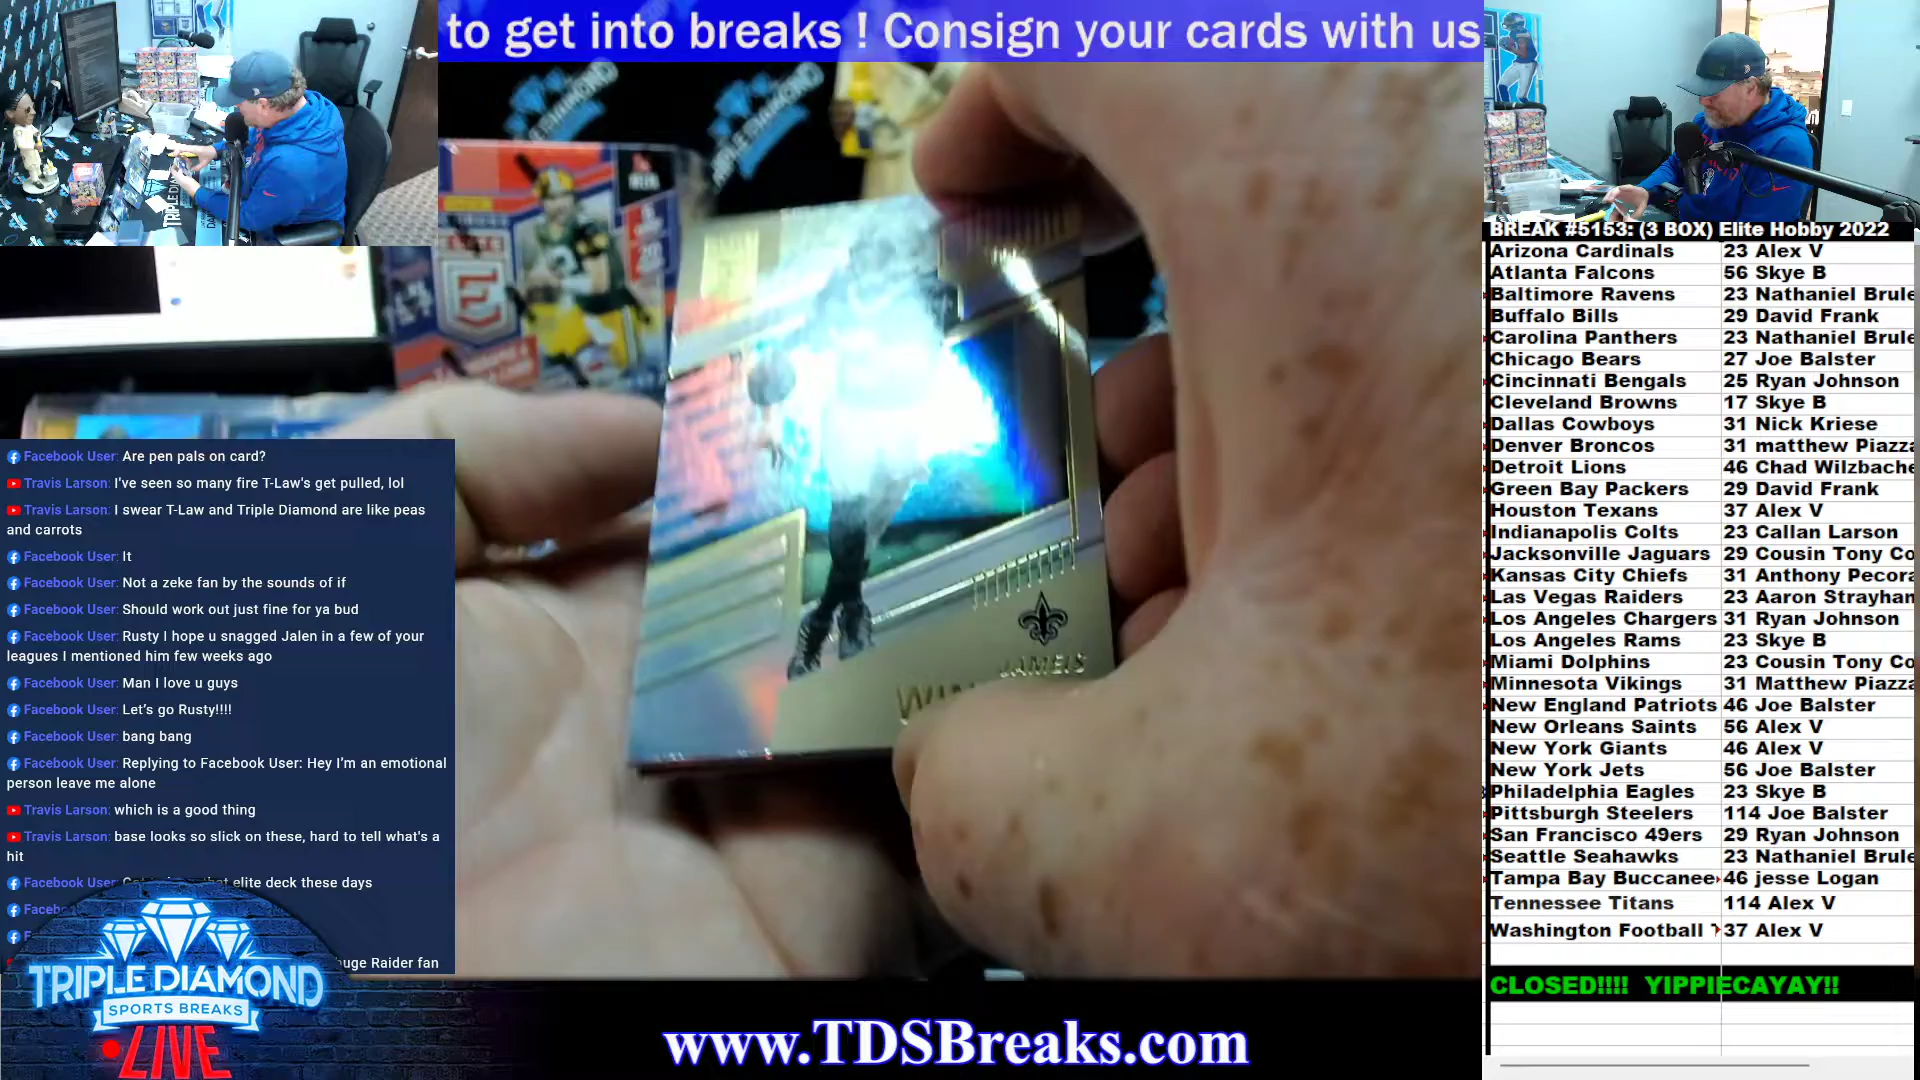 to get into breaks ! Consign your cards with us
BREAK #5153: (3 BOX) Elite Hobby 2022
Arizona Cardinals 23 Alex V
Atlanta Falcons 56 Skye B
Baltimore Ravens 23 Nathaniel Brule
Buffalo Bills 29 David Frank
Carolina Panthers 23 Nathaniel Brule
Chicago Bears 27 Joe Balster
Cincinnati Bengals 25 Ryan Johnson
Cleveland Browns 17 Skye B
Dallas Cowboys 31 Nick Kriese
Denver Broncos 31 matthew Piazza
Detroit Lions 46 Chad Wilzbache
Green Bay Packers 29 David Frank
Houston Texans 37 Alex V
Indianapolis Colts 23 Callan Larson
Jacksonville Jaguars 29 Cousin Tony Co
Kansas City Chiefs 31 Anthony Pecora
Las Vegas Raiders 23 Aaron Strayhan
Los Angeles Chargers 31 Ryan Johnson
Los Angeles Rams 23 Skye B
Miami Dolphins 23 Cousin Tony Co
Minnesota Vikings 31 Matthew Piazza
New England Patriots 46 Joe Balster
New Orleans Saints 56 Alex V
New York Giants 46 Alex V
New York Jets 56 Joe Balster
Philadelphia Eagles 23 Skye B
Pittsburgh Steelers 114 Joe Balster
San Francisco 49ers 29 Ryan Johnson
Seattle Seahawks 23 Nathaniel Brule
Tampa Bay Buccanee 46 jesse Logan
Tennessee Titans 114 Alex V
Washington Football 37 Alex V
CLOSED!!!! YIPPIECAYAY!!
Facebook User: Are pen pals on card?
Travis Larson: I've seen so many fire T-Law's get pulled, lol
Travis Larson: I swear T-Law and Triple Diamond are like peas
and carrots
Facebook User: It
Facebook User: Not a zeke fan by the sounds of if
Facebook User: Should work out just fine for ya bud
Facebook User: Rusty I hope u snagged Jalen in a few of your
leagues I mentioned him few weeks ago
Facebook User: Man I love u guys
Facebook User: Let's go Rusty!!!!
Facebook User: bang bang
Facebook User: Replying to Facebook User: Hey I'm an emotional
person leave me alone
Travis Larson: which is a good thing
Travis Larson: base looks so slick on these, hard to tell what's a
hit
Facebook User elite deck these days
huge Raider fan
TRIPLE DIAMOND
SPORTS BREAKS
LIVE
TRIPLE DIAMOND
ELITE
E
JAMEIS
www.TDSBreaks.com